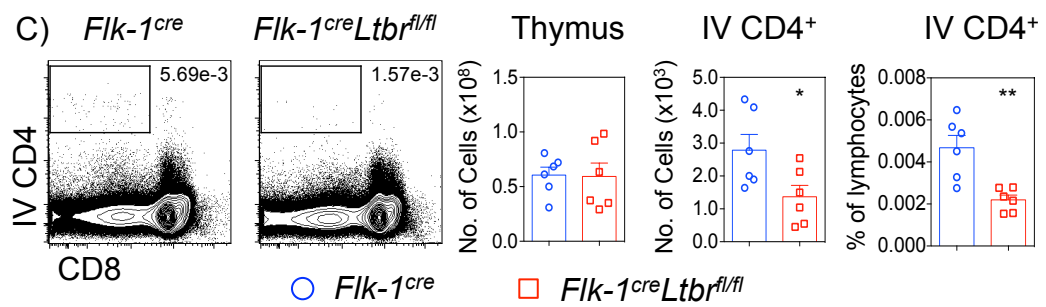 C) Flk-1cre Flk-1creLtbrfl/fl Thymus IV CD4+ IV CD4+
5.69e-3 1.57e-3
IV CD4
CD8
No. of Cells (x10⁸)
1.5
1.0
0.5
0.0
No. of Cells (x10³)
5.0
4.0
3.0
2.0
1.0
0.0
*
% of lymphocytes
0.008
0.006
0.004
0.002
0.000
**
Flk-1cre Flk-1creLtbrfl/fl